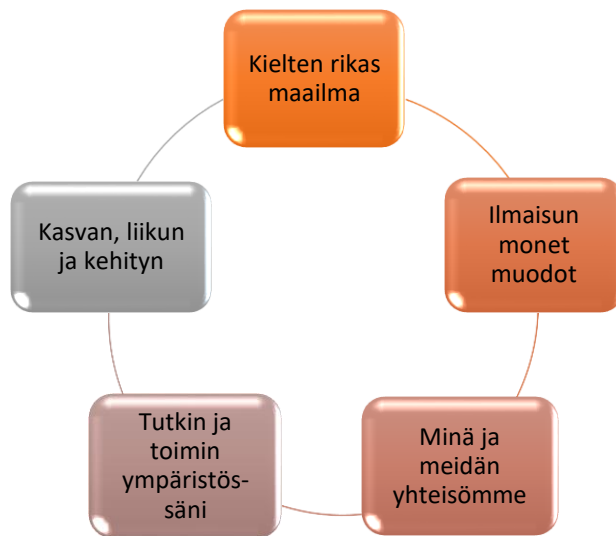 Kielten rikas
maailma
Ilmaisun
monet
muodot
Minä ja
meidän
yhteisömme
Tutkin ja
toimin
ympäristös-
säni
Kasvan, liikun
ja kehityn